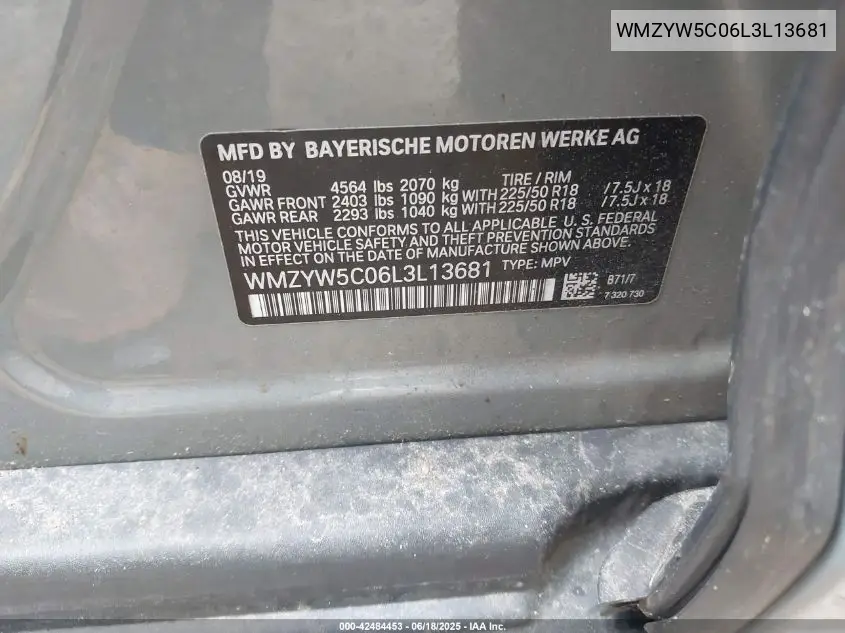 WMZYW5C06L3L13681
MFD BY BAYERISCHE MOTOREN WERKE AG
08/19 TIRE / RIM
GVWR 4564 lbs 2070 kg
GAWR FRONT 2403 lbs 1090 kg WITH 225/50 R18 / 7.5J x 18
GAWR REAR 2293 lbs 1040 kg WITH 225/50 R18 / 7.5J x 18
THIS VEHICLE CONFORMS TO ALL APPLICABLE U. S. FEDERAL
MOTOR VEHICLE SAFETY AND THEFT PREVENTION STANDARDS
IN EFFECT ON THE DATE OF MANUFACTURE SHOWN ABOVE.
WMZYW5C06L3L13681 TYPE: MPV
B71/7
7 320 730
000-42484453 - 06/18/2025 - IAA Inc.